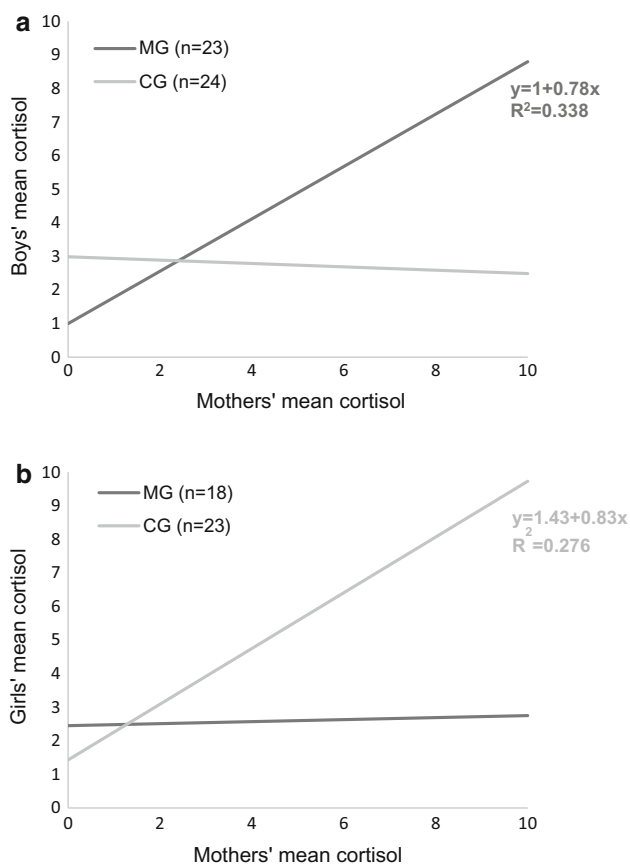 a
10
9
8
7
6
5
4
3
2
1
0
Boys' mean cortisol
MG (n=23)
CG (n=24)
y=1+0.78x
R²=0.338
0 2 4 6 8 10
Mothers' mean cortisol
b
10
9
8
7
6
5
4
3
2
1
0
Girls' mean cortisol
MG (n=18)
CG (n=23)
y=1.43+0.83x
R²=0.276
0 2 4 6 8 10
Mothers' mean cortisol